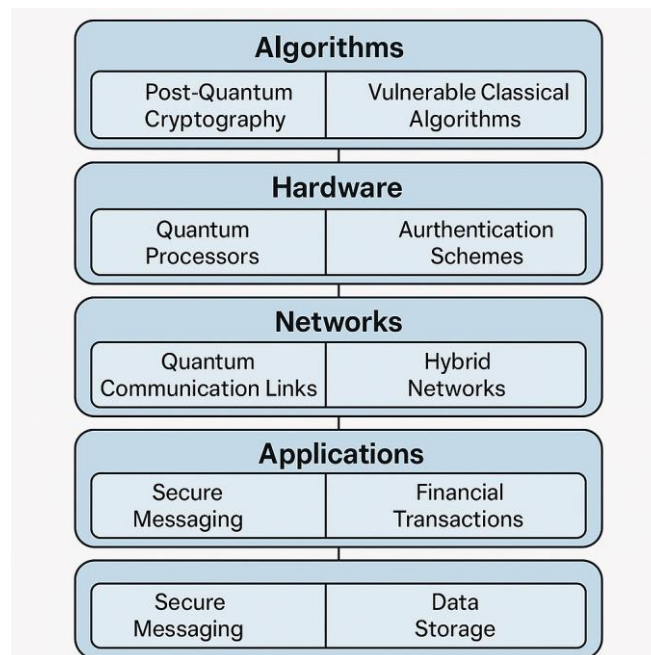 Algorithms
Post-Quantum
Cryptography
Vulnerable Classical
Algorithms
Hardware
Quantum
Processors
Aurthentication
Schemes
Networks
Quantum
Communication Links
Hybrid
Networks
Applications
Secure
Messaging
Financial
Transactions
Secure
Messaging
Data
Storage